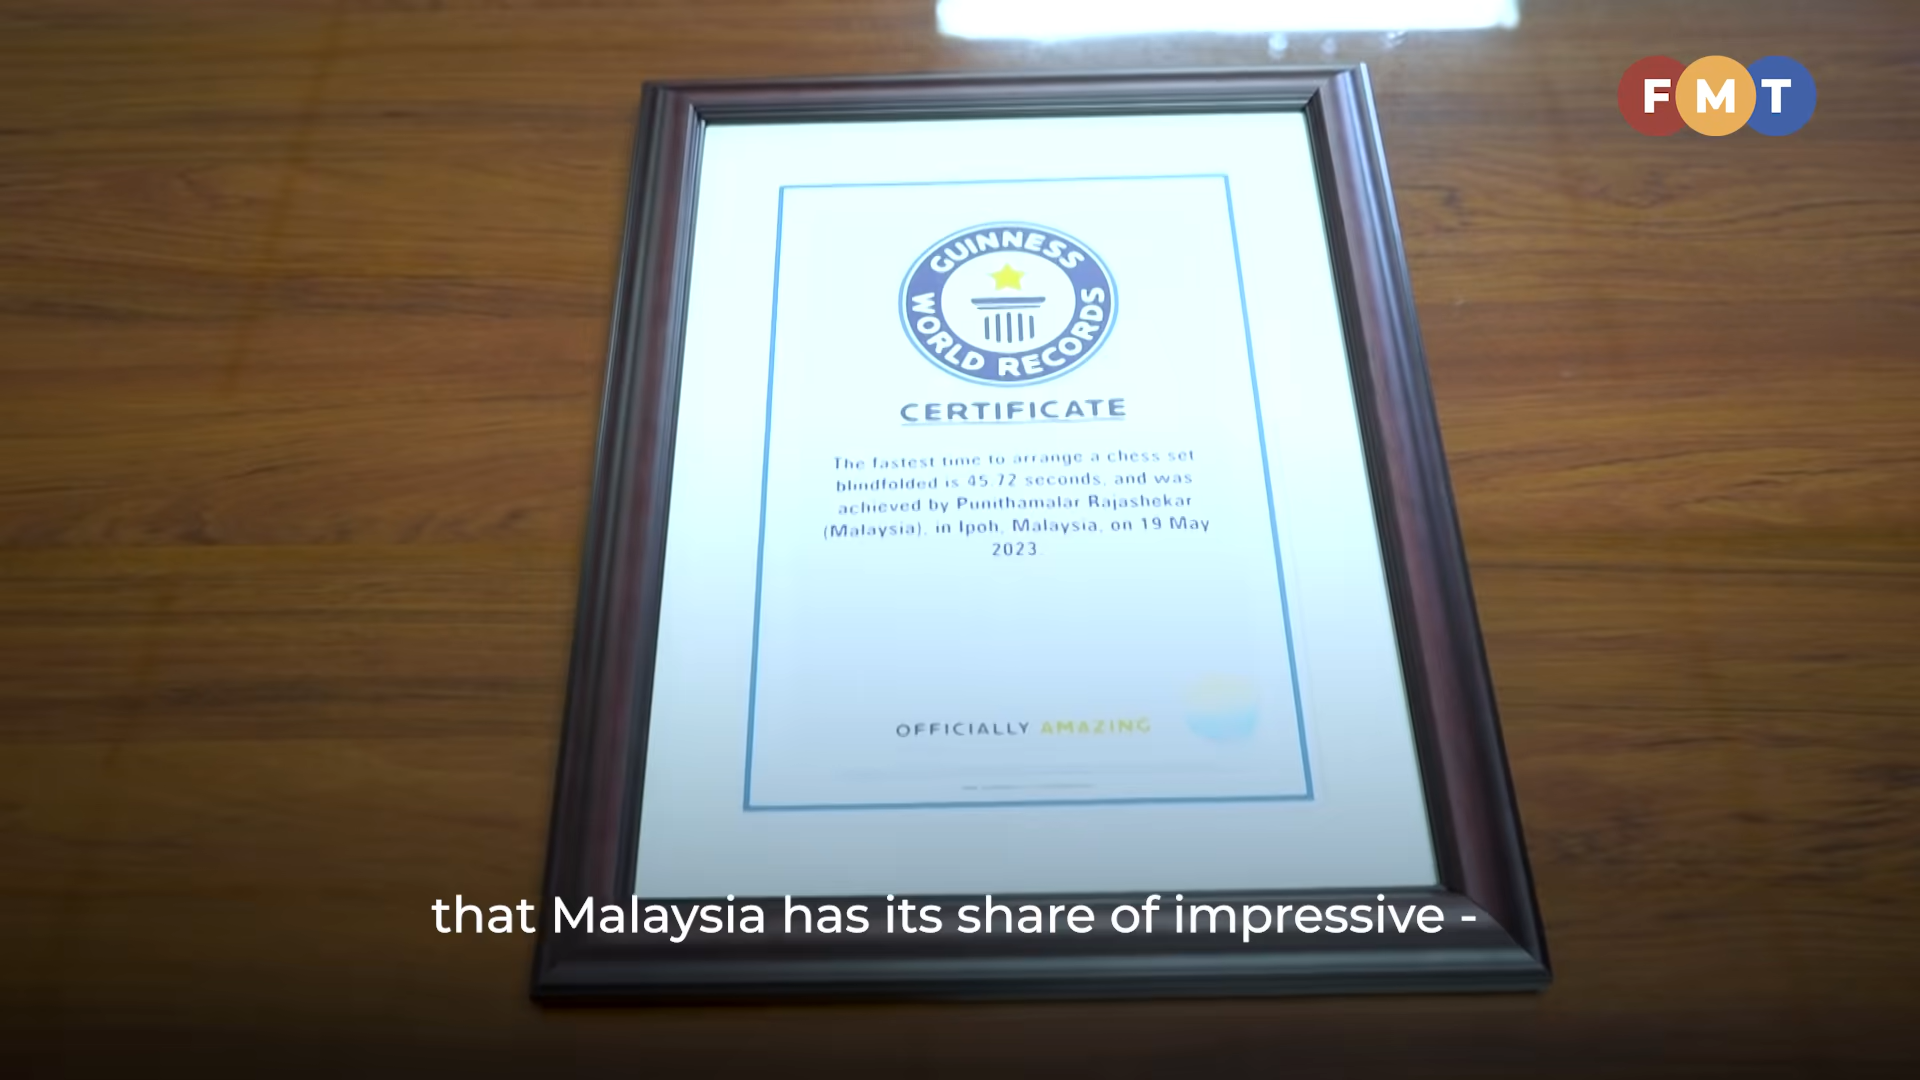 FMT
GUINNESS
WORLD RECORDS
CERTIFICATE
The fastest time to arrange a chess set
blindfolded is 45.72 seconds, and was
achieved by Punithamalar Rajashekar
(Malaysia), in Ipoh, Malaysia, on 19 May
2023.
OFFICIALLY AMAZING
that Malaysia has its share of impressive -